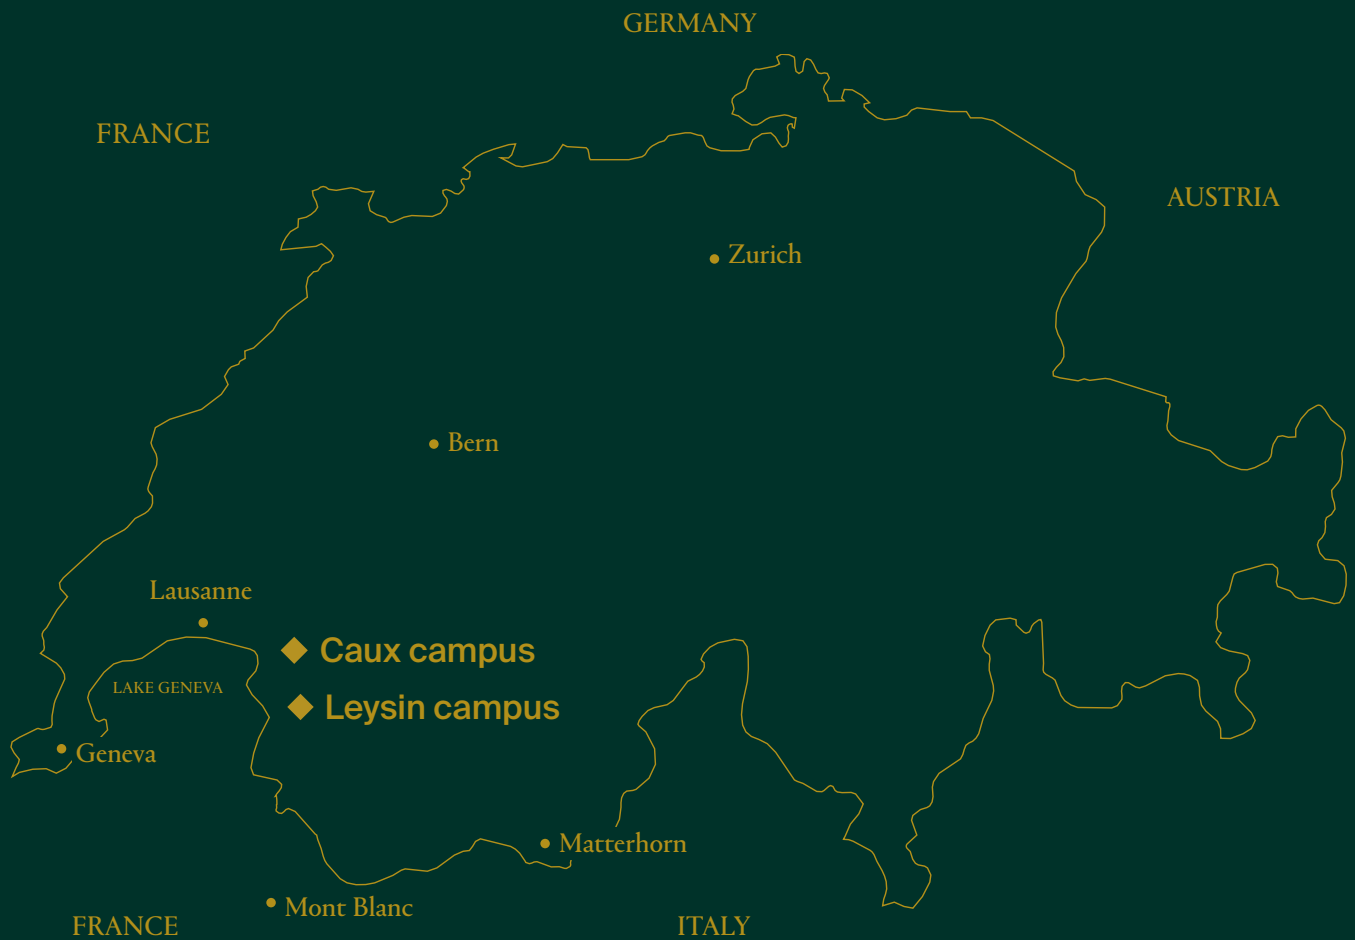 GERMANY
FRANCE
AUSTRIA
Zurich
Bern
Lausanne
Caux campus
LAKE GENEVA
Leysin campus
Geneva
Matterhorn
Mont Blanc
FRANCE
ITALY